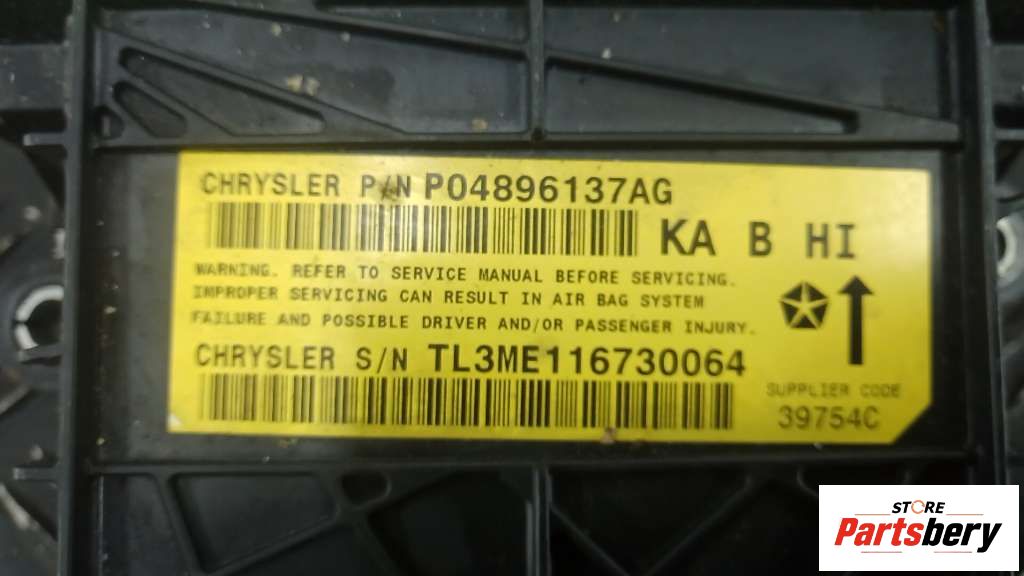 CHRYSLER P/N P04896137AG
KA B HI
WARNING. REFER TO SERVICE MANUAL BEFORE SERVICING.
IMPROPER SERVICING CAN RESULT IN AIR BAG SYSTEM
FAILURE AND POSSIBLE DRIVER AND/OR PASSENGER INJURY.
CHRYSLER S/N TL3ME116730064
SUPPLIER CODE
39754C
STORE
Partsbery